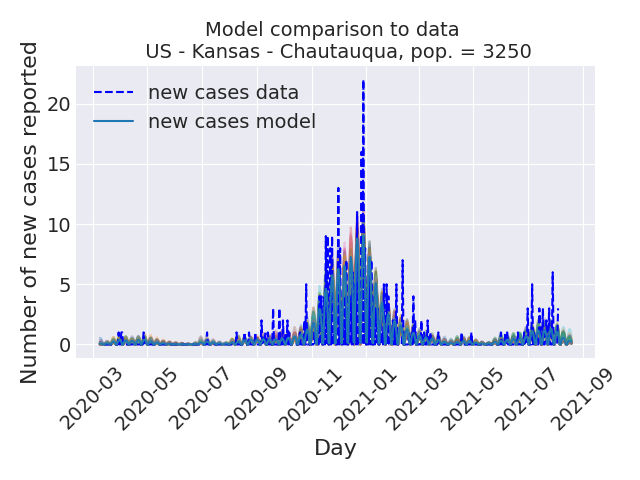 Model comparison to data
US - Kansas - Chautauqua, pop. = 3250
Number of new cases reported
20
15
10
5
0
new cases data
new cases model
2020-03
2020-05
2020-07
2020-09
2020-11
2021-01
2021-03
2021-05
2021-07
2021-09
Day